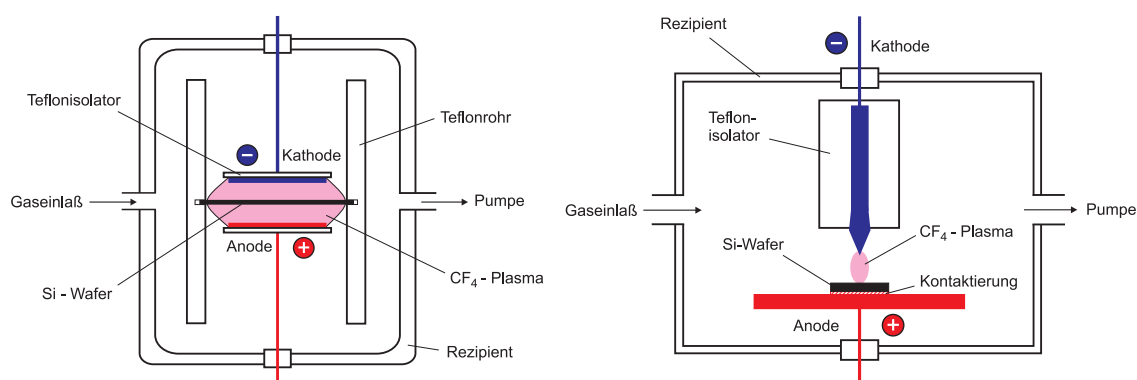 Teflonisolator
−
Kathode
Teflonrohr
Gaseinlaß
Pumpe
Anode
+
Si - Wafer
CF4 - Plasma
Rezipient
Rezipient
−
Kathode
Teflon-
isolator
Gaseinlaß
Pumpe
CF4 - Plasma
Si-Wafer
Kontaktierung
Anode
+